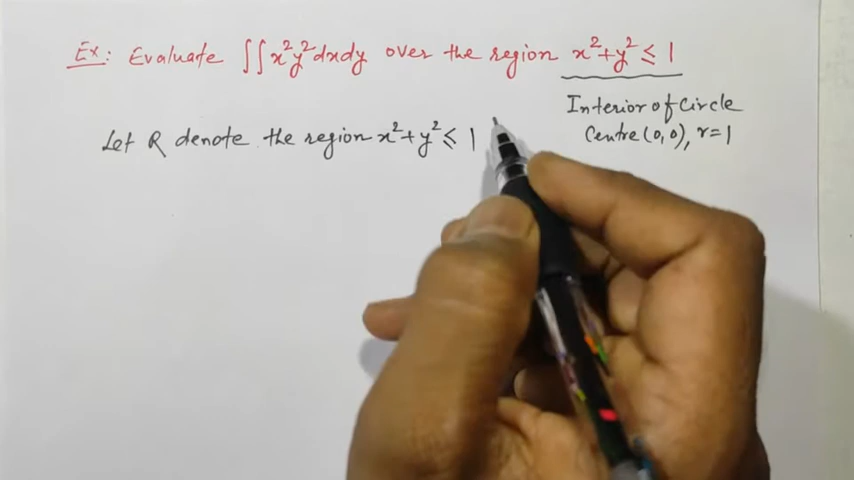 Ex: Evaluate ∬x²y²dxdy over the region x²+y² ≤ 1
Interior of Circle
Centre (0,0), r=1
Let R denote the region x²+y² ≤ 1